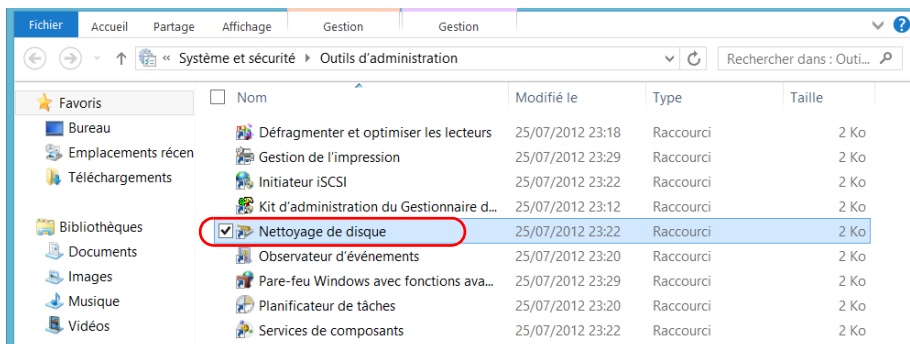 Fichier Accueil Partage Affichage Gestion Gestion
« Système et sécurité Outils d'administration Rechercher dans : Outi...
Favoris Nom Modifié le Type Taille
Bureau Défragmenter et optimiser les lecteurs 25/07/2012 23:18 Raccourci 2 Ko
Emplacements récen Gestion de l'impression 25/07/2012 23:29 Raccourci 2 Ko
Téléchargements Initiateur iSCSI 25/07/2012 23:22 Raccourci 2 Ko
Kit d'administration du Gestionnaire d... 25/07/2012 23:12 Raccourci 2 Ko
Bibliothèques Nettoyage de disque 25/07/2012 23:22 Raccourci 2 Ko
Documents Observateur d'événements 25/07/2012 23:20 Raccourci 2 Ko
Images Pare-feu Windows avec fonctions ava... 25/07/2012 23:29 Raccourci 2 Ko
Musique Planificateur de tâches 25/07/2012 23:20 Raccourci 2 Ko
Vidéos Services de composants 25/07/2012 23:22 Raccourci 2 Ko